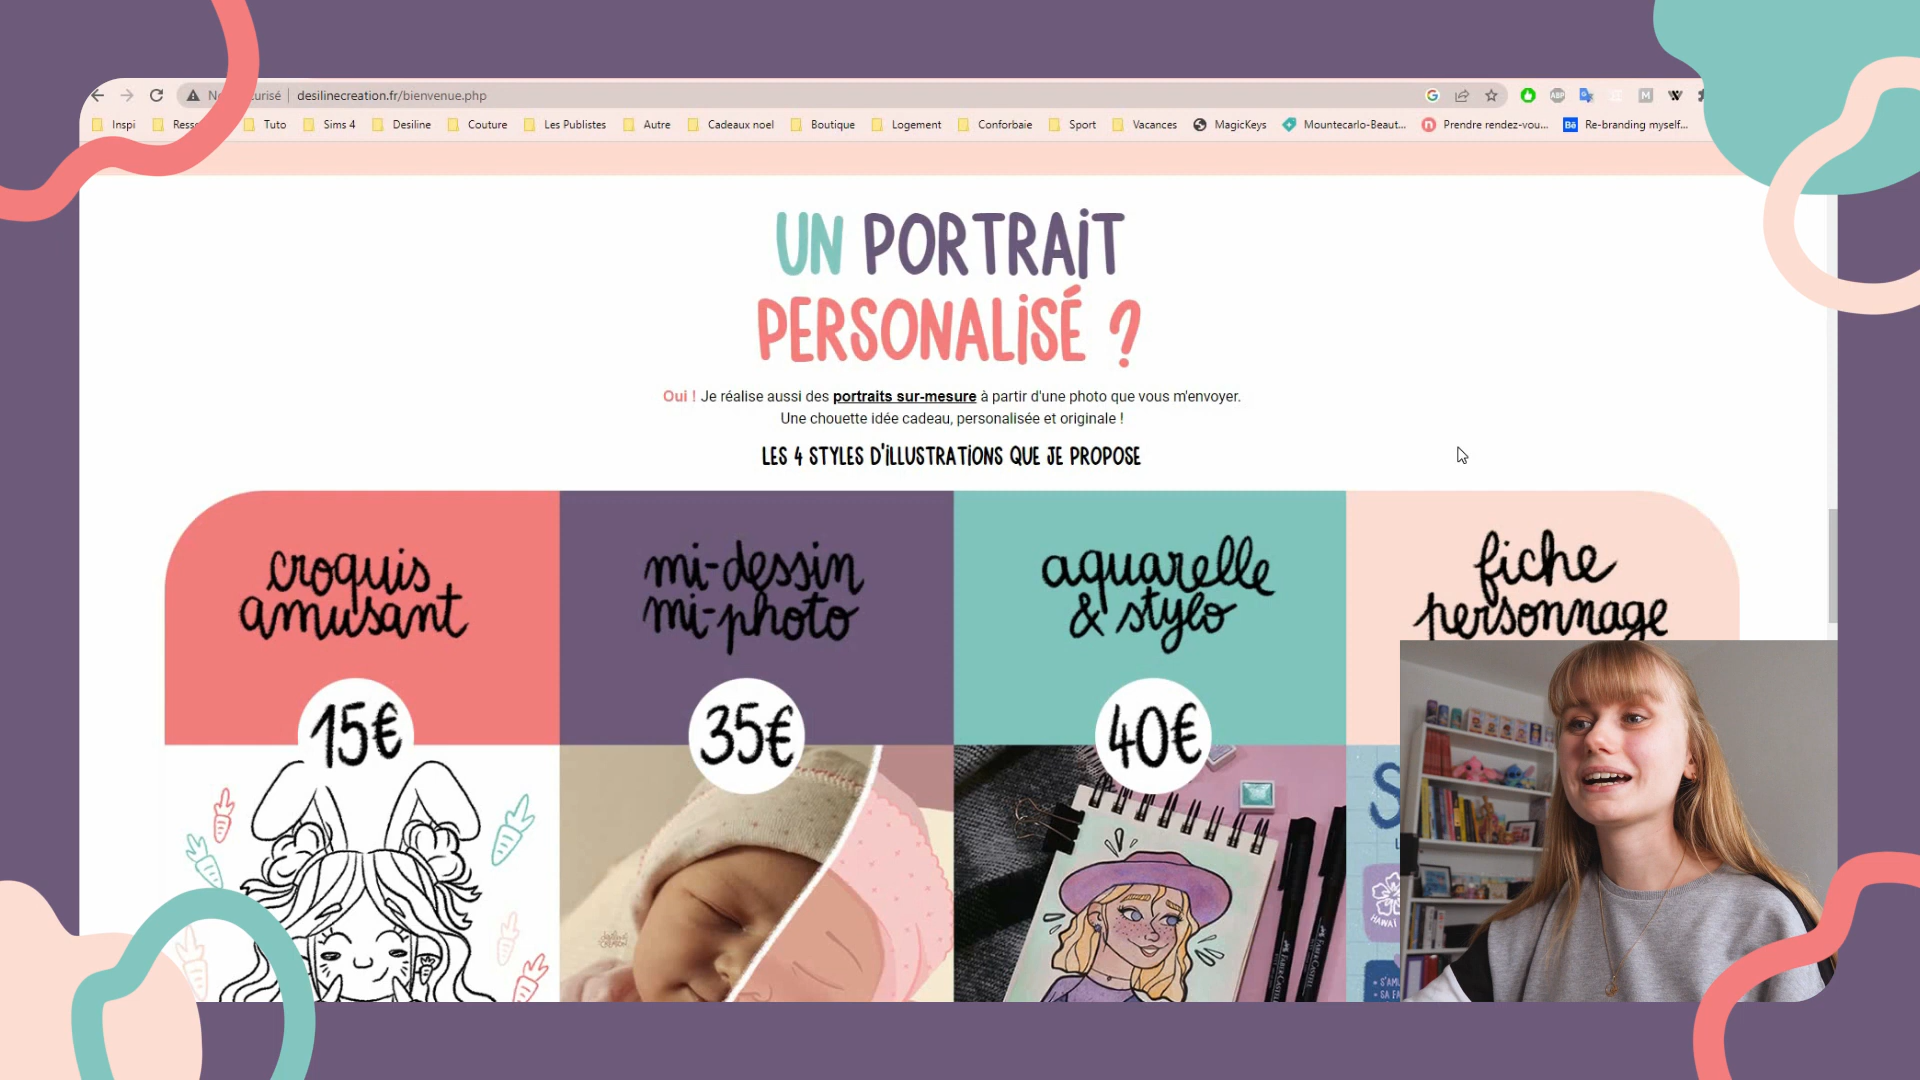 desilinecreation.fr/bienvenue.php
Inspi Tuto Sims 4 Desiline Couture Les Publistes Autre Cadeaux noel Boutique Logement Conforbaie Sport Vacances MagicKeys Mountecarlo-Beaut... Prendre rendez-vou... Re-branding myself...
UN PORTRAiT
PERSONALiSÉ ?
Oui ! Je réalise aussi des portraits sur-mesure à partir d'une photo que vous m'envoyer.
Une chouette idée cadeau, personalisée et originale !
LES 4 STYLES D'iLLUSTRATiONS QUE JE PROPOSE
croquis
amusant
15€
mi-dessin
mi-photo
35€
aquarelle
& stylo
40€
fiche
personnage
HAWAÏ